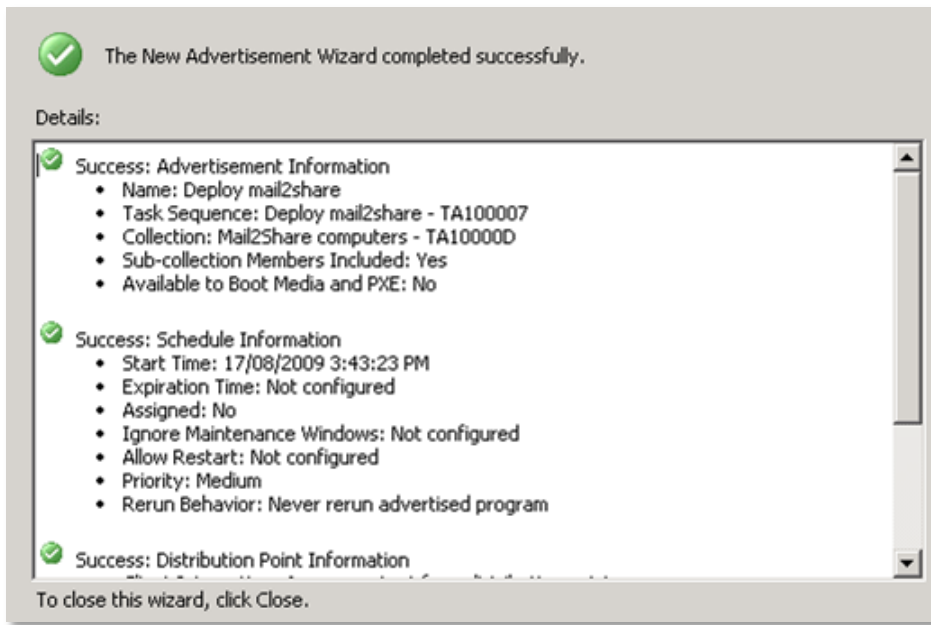 The New Advertisement Wizard completed successfully.
Details:
Success: Advertisement Information
• Name: Deploy mail2share
• Task Sequence: Deploy mail2share - TA100007
• Collection: Mail2Share computers - TA10000D
• Sub-collection Members Included: Yes
• Available to Boot Media and PXE: No
Success: Schedule Information
• Start Time: 17/08/2009 3:43:23 PM
• Expiration Time: Not configured
• Assigned: No
• Ignore Maintenance Windows: Not configured
• Allow Restart: Not configured
• Priority: Medium
• Rerun Behavior: Never rerun advertised program
Success: Distribution Point Information
To close this wizard, click Close.